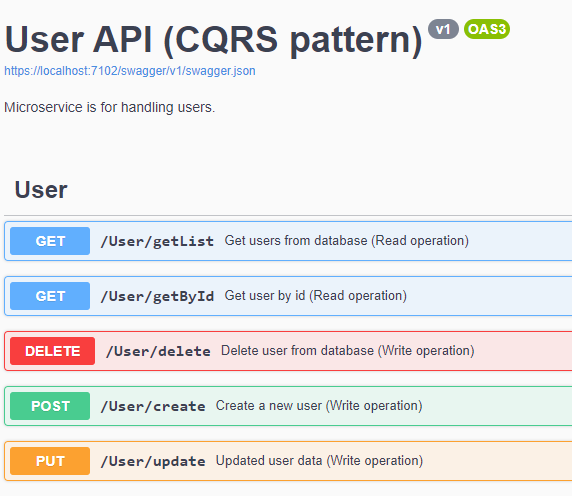 User API (CQRS pattern) v1 OAS3
https://localhost:7102/swagger/v1/swagger.json
Microservice is for handling users.
User
GET /User/getList Get users from database (Read operation)
GET /User/getById Get user by id (Read operation)
DELETE /User/delete Delete user from database (Write operation)
POST /User/create Create a new user (Write operation)
PUT /User/update Updated user data (Write operation)